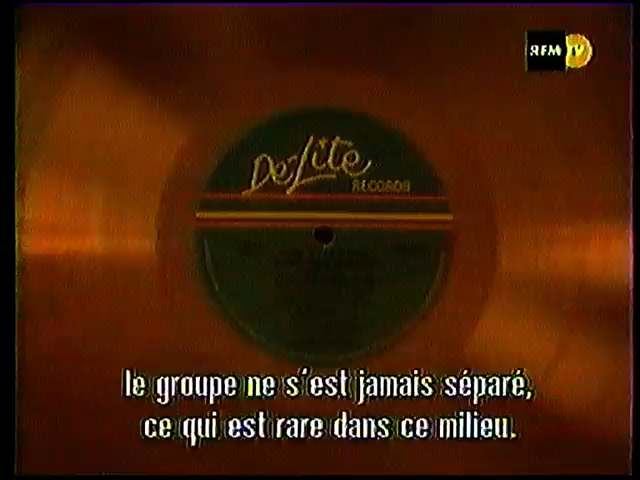 RFM TV
De-Lite
RECORDS
le groupe ne s'est jamais séparé,
ce qui est rare dans ce milieu.